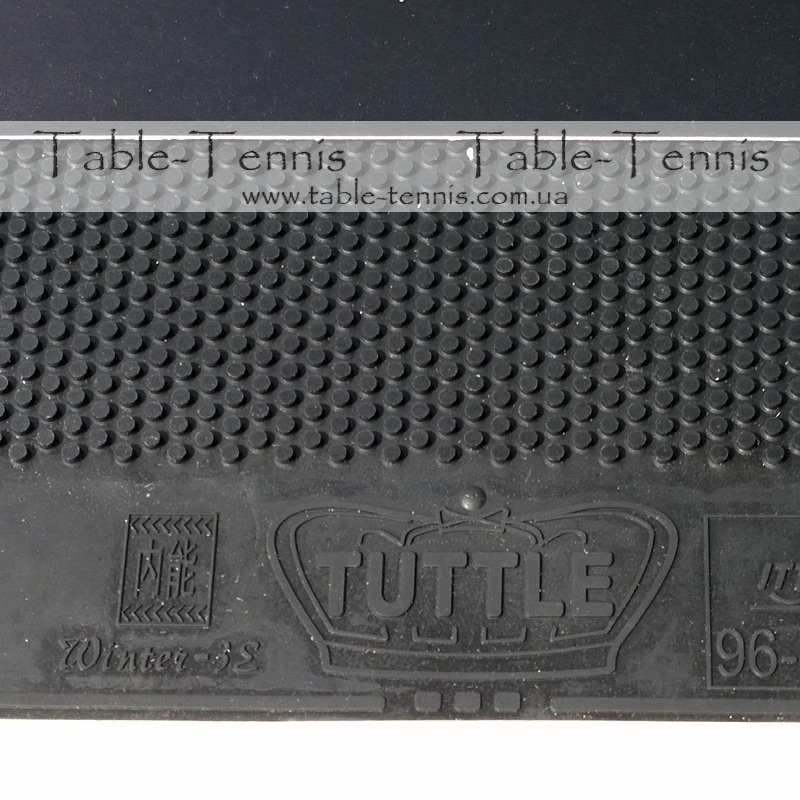 Table-Tennis Table-Tennis
www.table-tennis.com.ua
内能
TUTTLE
Winter-3E
96-